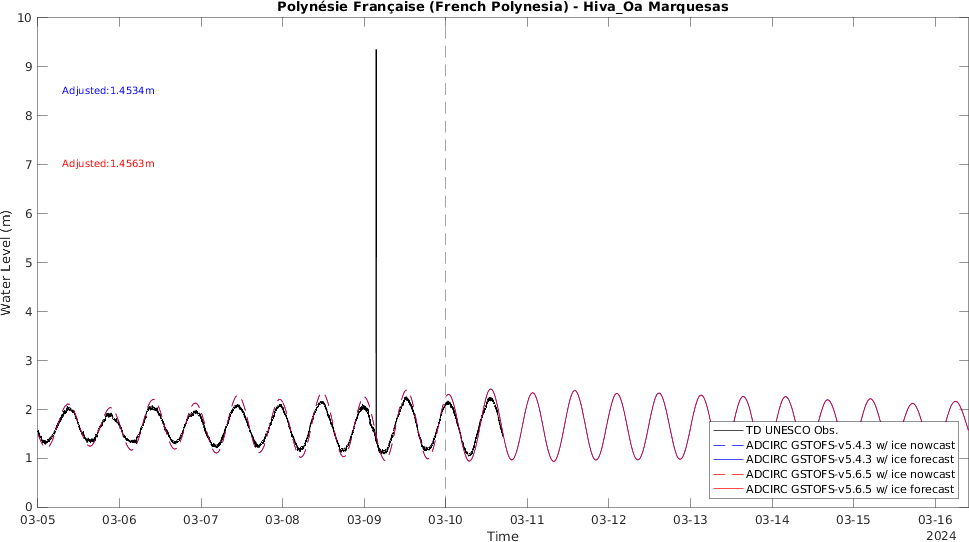 Polynésie Française (French Polynesia) - Hiva_Oa Marquesas
10
9
8
7
6
5
4
3
2
1
0
Water Level (m)
Adjusted:1.4534m
Adjusted:1.4563m
TD UNESCO Obs.
ADCIRC GSTOFS-v5.4.3 w/ ice nowcast
ADCIRC GSTOFS-v5.4.3 w/ ice forecast
ADCIRC GSTOFS-v5.6.5 w/ ice nowcast
ADCIRC GSTOFS-v5.6.5 w/ ice forecast
03-05 03-06 03-07 03-08 03-09 03-10 03-11 03-12 03-13 03-14 03-15 03-16
2024
Time